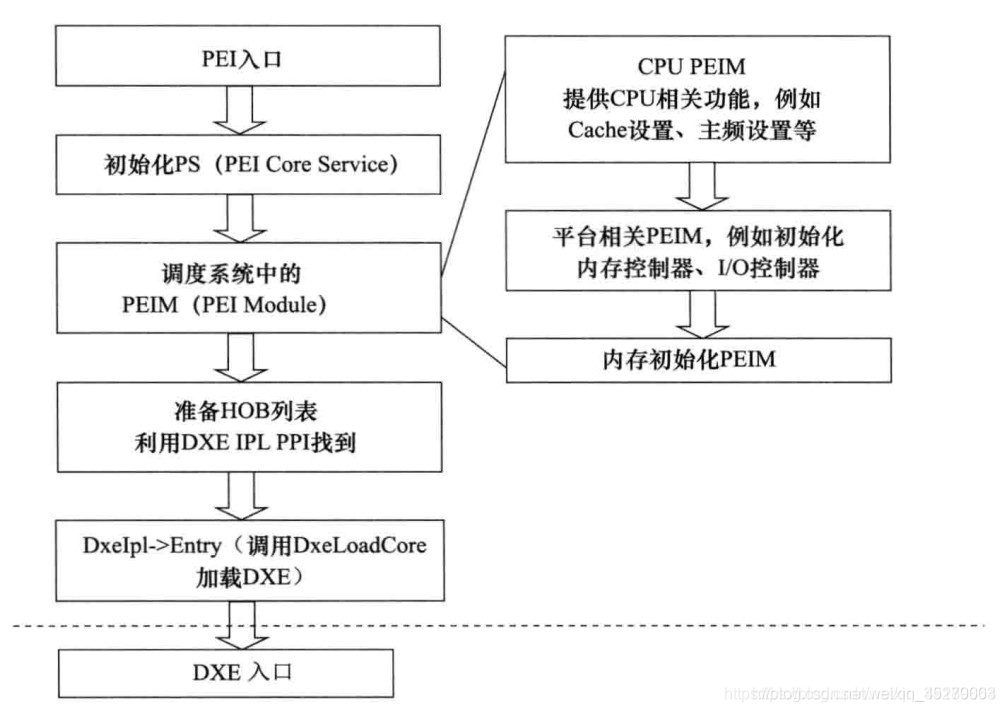 PEI入口
初始化PS（PEI Core Service）
调度系统中的
PEIM（PEI Module）
准备HOB列表
利用DXE IPL PPI找到
DxeIpl->Entry（调用DxeLoadCore
加载DXE）
DXE 入口
CPU PEIM
提供CPU相关功能，例如
Cache设置、主频设置等
平台相关PEIM，例如初始化
内存控制器、I/O控制器
内存初始化PEIM